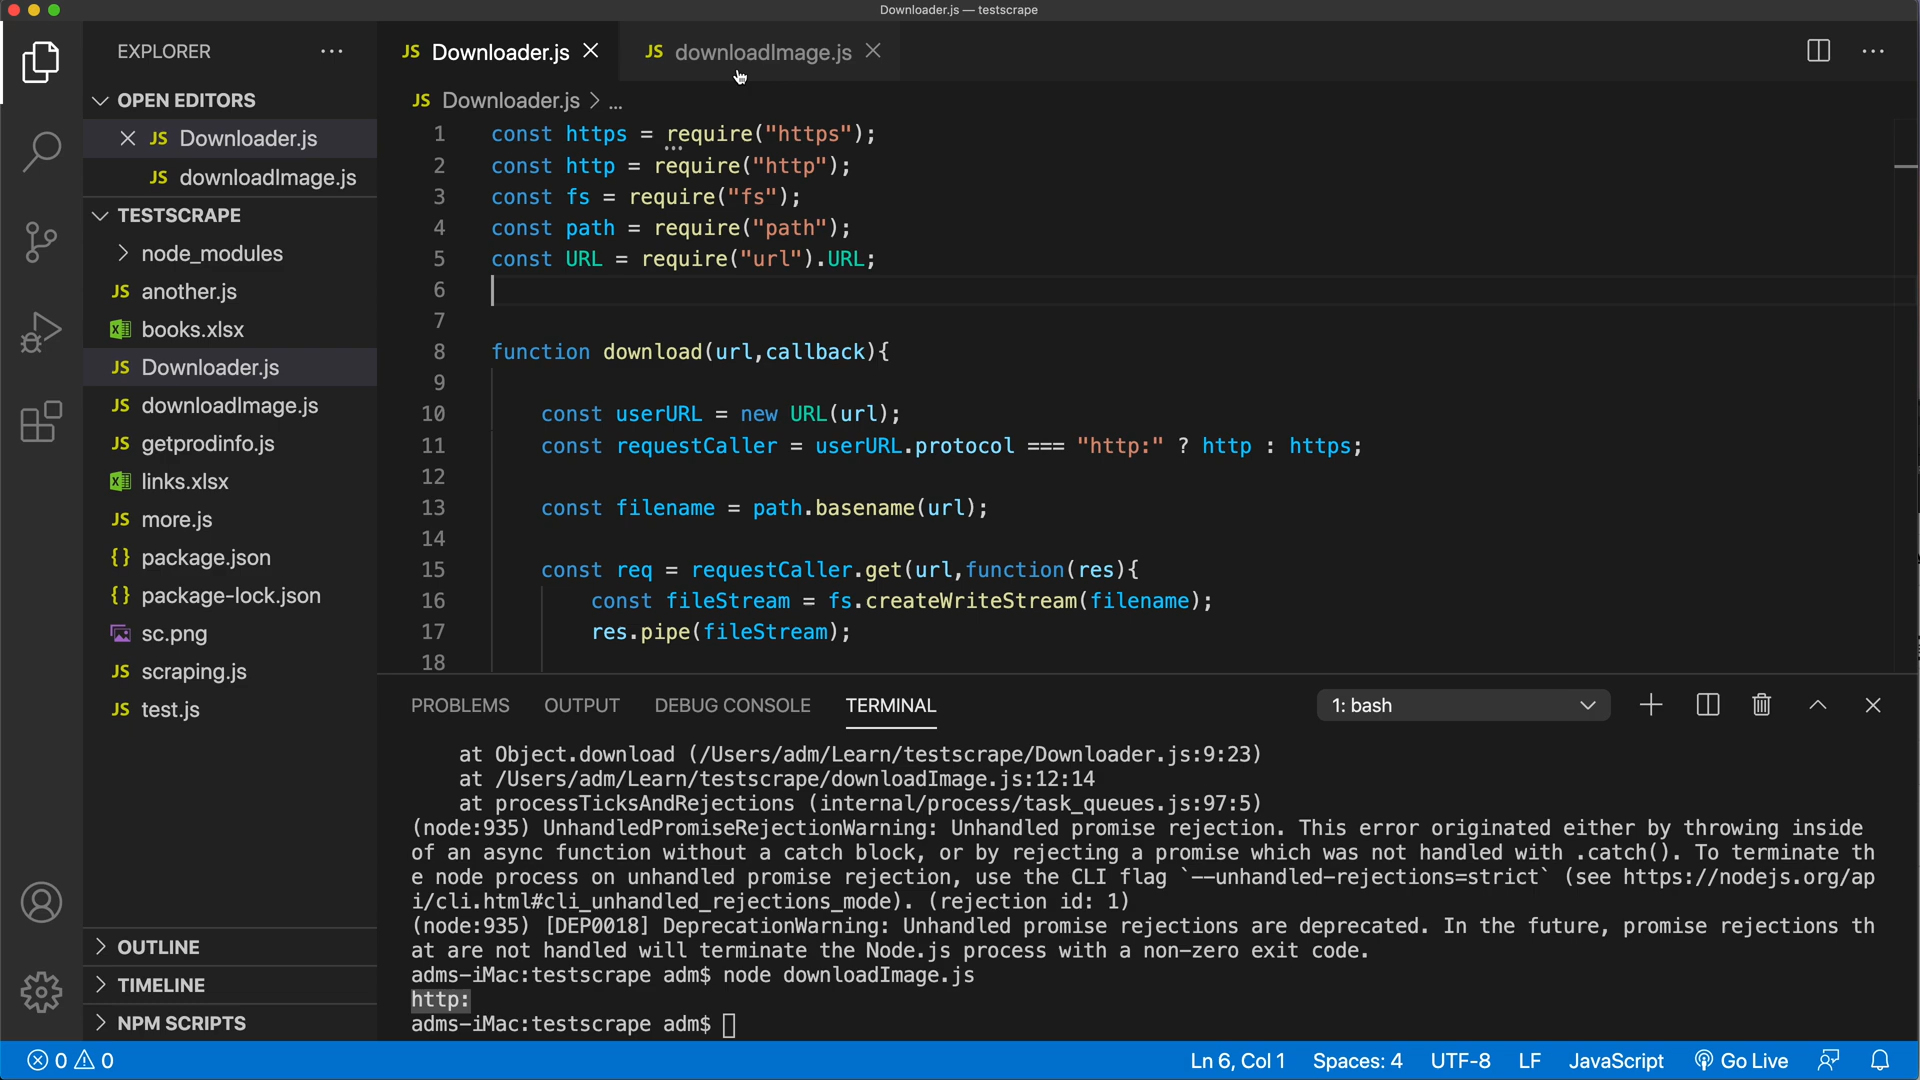 Downloader.js — testscrape
EXPLORER
OPEN EDITORS
JS Downloader.js
JS downloadImage.js
TESTSCRAPE
node_modules
JS another.js
books.xlsx
JS Downloader.js
JS downloadImage.js
JS getprodinfo.js
links.xlsx
JS more.js
{} package.json
{} package-lock.json
sc.png
JS scraping.js
JS test.js
OUTLINE
TIMELINE
NPM SCRIPTS
JS Downloader.js
JS downloadImage.js
JS Downloader.js > ...
1 const https = require("https");
2 const http = require("http");
3 const fs = require("fs");
4 const path = require("path");
5 const URL = require("url").URL;
6
7
8 function download(url,callback){
9
10 const userURL = new URL(url);
11 const requestCaller = userURL.protocol === "http:" ? http : https;
12
13 const filename = path.basename(url);
14
15 const req = requestCaller.get(url,function(res){
16 const fileStream = fs.createWriteStream(filename);
17 res.pipe(fileStream);
18
PROBLEMS OUTPUT DEBUG CONSOLE TERMINAL
1: bash
at Object.download (/Users/adm/Learn/testscrape/Downloader.js:9:23)
at /Users/adm/Learn/testscrape/downloadImage.js:12:14
at processTicksAndRejections (internal/process/task_queues.js:97:5)
(node:935) UnhandledPromiseRejectionWarning: Unhandled promise rejection. This error originated either by throwing inside
of an async function without a catch block, or by rejecting a promise which was not handled with .catch(). To terminate th
e node process on unhandled promise rejection, use the CLI flag `--unhandled-rejections=strict` (see https://nodejs.org/ap
i/cli.html#cli_unhandled_rejections_mode). (rejection id: 1)
(node:935) [DEP0018] DeprecationWarning: Unhandled promise rejections are deprecated. In the future, promise rejections th
at are not handled will terminate the Node.js process with a non-zero exit code.
adms-iMac:testscrape adm$ node downloadImage.js
http:
adms-iMac:testscrape adm$
0 0
Ln 6, Col 1 Spaces: 4 UTF-8 LF JavaScript Go Live